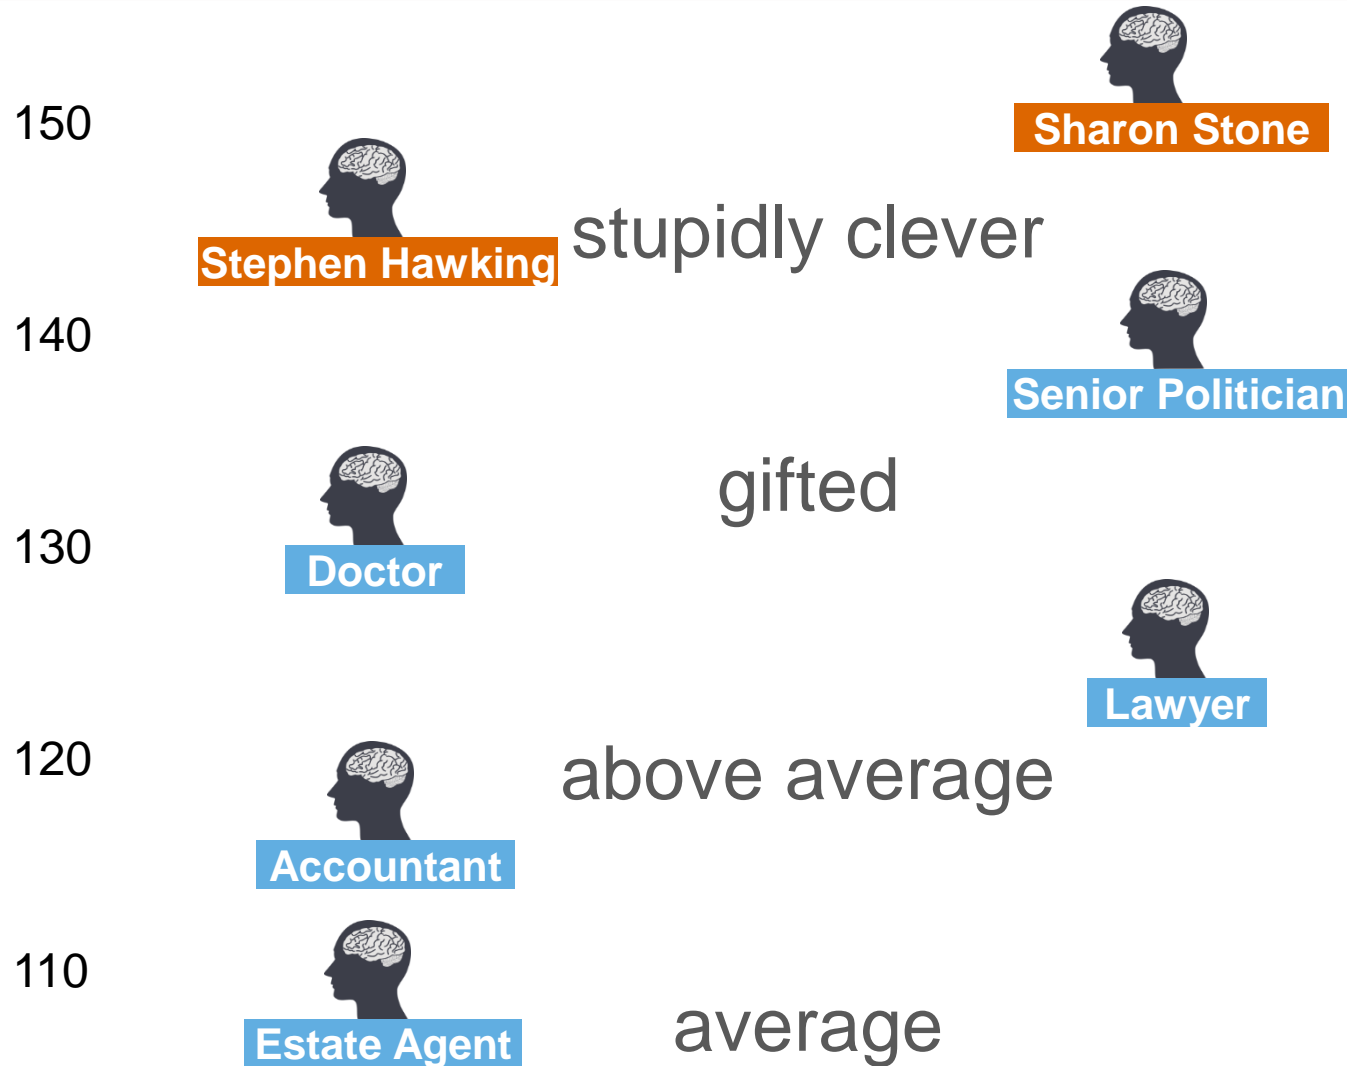 150
Sharon Stone
Stephen Hawking
stupidly clever
140
Senior Politician
gifted
130
Doctor
Lawyer
120
above average
Accountant
110
average
Estate Agent